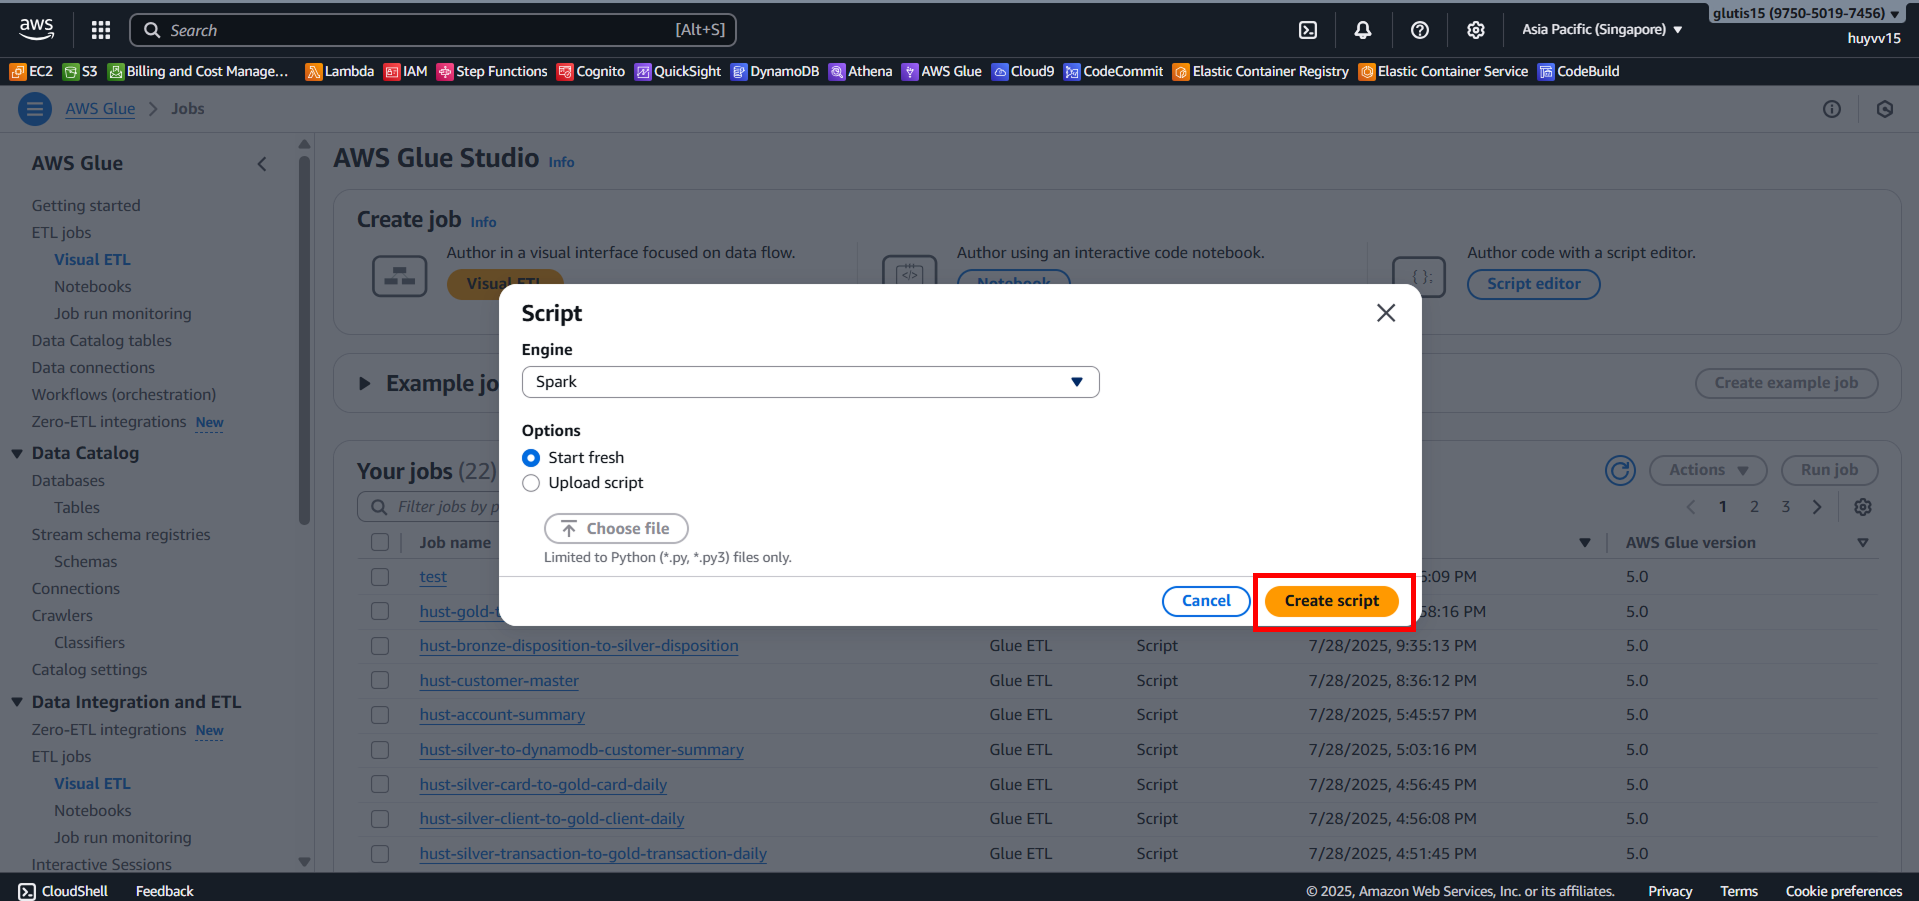 aws
Search [Alt+S]
Asia Pacific (Singapore) ▼
glutis15 (9750-5019-7456) ▼
huyvv15
EC2 S3 Billing and Cost Manage... Lambda IAM Step Functions Cognito QuickSight DynamoDB Athena AWS Glue Cloud9 CodeCommit Elastic Container Registry Elastic Container Service CodeBuild
AWS Glue > Jobs
AWS Glue
Getting started
ETL jobs
Visual ETL
Notebooks
Job run monitoring
Data Catalog tables
Data connections
Workflows (orchestration)
Zero-ETL integrations New
Data Catalog
Databases
Tables
Stream schema registries
Schemas
Connections
Crawlers
Classifiers
Catalog settings
Data Integration and ETL
Zero-ETL integrations New
ETL jobs
Visual ETL
Notebooks
Job run monitoring
Interactive Sessions
AWS Glue Studio Info
Create job Info
Author in a visual interface focused on data flow.
Visual ETL
Author using an interactive code notebook.
Notebook
Author code with a script editor.
Script editor
Example jo
Create example job
Script
Engine
Spark
Options
Start fresh
Upload script
Choose file
Limited to Python (*.py, *.py3) files only.
Cancel
Create script
Your jobs (22)
Actions
Run job
Filter jobs by p
1 2 3
Job name AWS Glue version
test 5:09 PM 5.0
hust-gold-t 58:16 PM 5.0
hust-bronze-disposition-to-silver-disposition Glue ETL Script 7/28/2025, 9:35:13 PM 5.0
hust-customer-master Glue ETL Script 7/28/2025, 8:36:12 PM 5.0
hust-account-summary Glue ETL Script 7/28/2025, 5:45:57 PM 5.0
hust-silver-to-dynamodb-customer-summary Glue ETL Script 7/28/2025, 5:03:16 PM 5.0
hust-silver-card-to-gold-card-daily Glue ETL Script 7/28/2025, 4:56:45 PM 5.0
hust-silver-client-to-gold-client-daily Glue ETL Script 7/28/2025, 4:56:08 PM 5.0
hust-silver-transaction-to-gold-transaction-daily Glue ETL Script 7/28/2025, 4:51:45 PM 5.0
CloudShell Feedback © 2025, Amazon Web Services, Inc. or its affiliates. Privacy Terms Cookie preferences